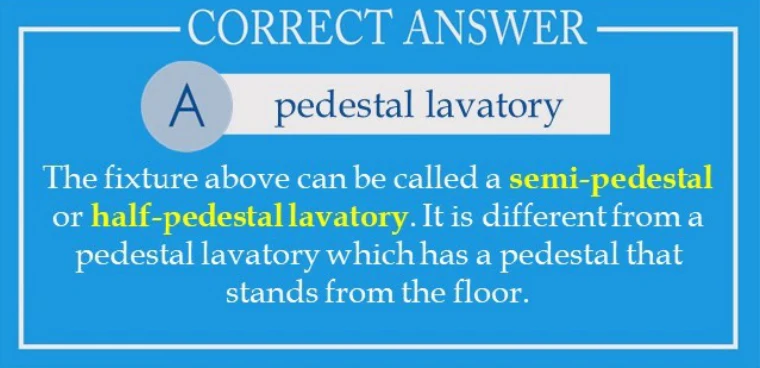 CORRECT ANSWER
A pedestal lavatory
The fixture above can be called a semi-pedestal
or half-pedestal lavatory. It is different from a
pedestal lavatory which has a pedestal that
stands from the floor.